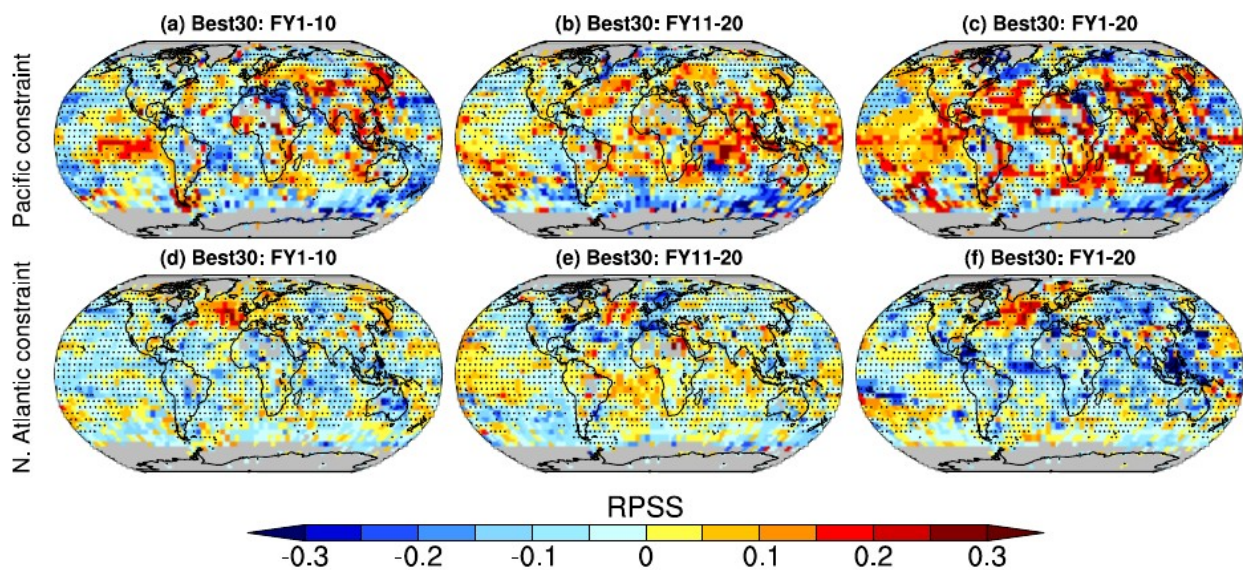 (a) Best30: FY1-10 (b) Best30: FY11-20 (c) Best30: FY1-20
Pacific constraint
(d) Best30: FY1-10 (e) Best30: FY11-20 (f) Best30: FY1-20
N. Atlantic constraint
RPSS
-0.3 -0.2 -0.1 0 0.1 0.2 0.3